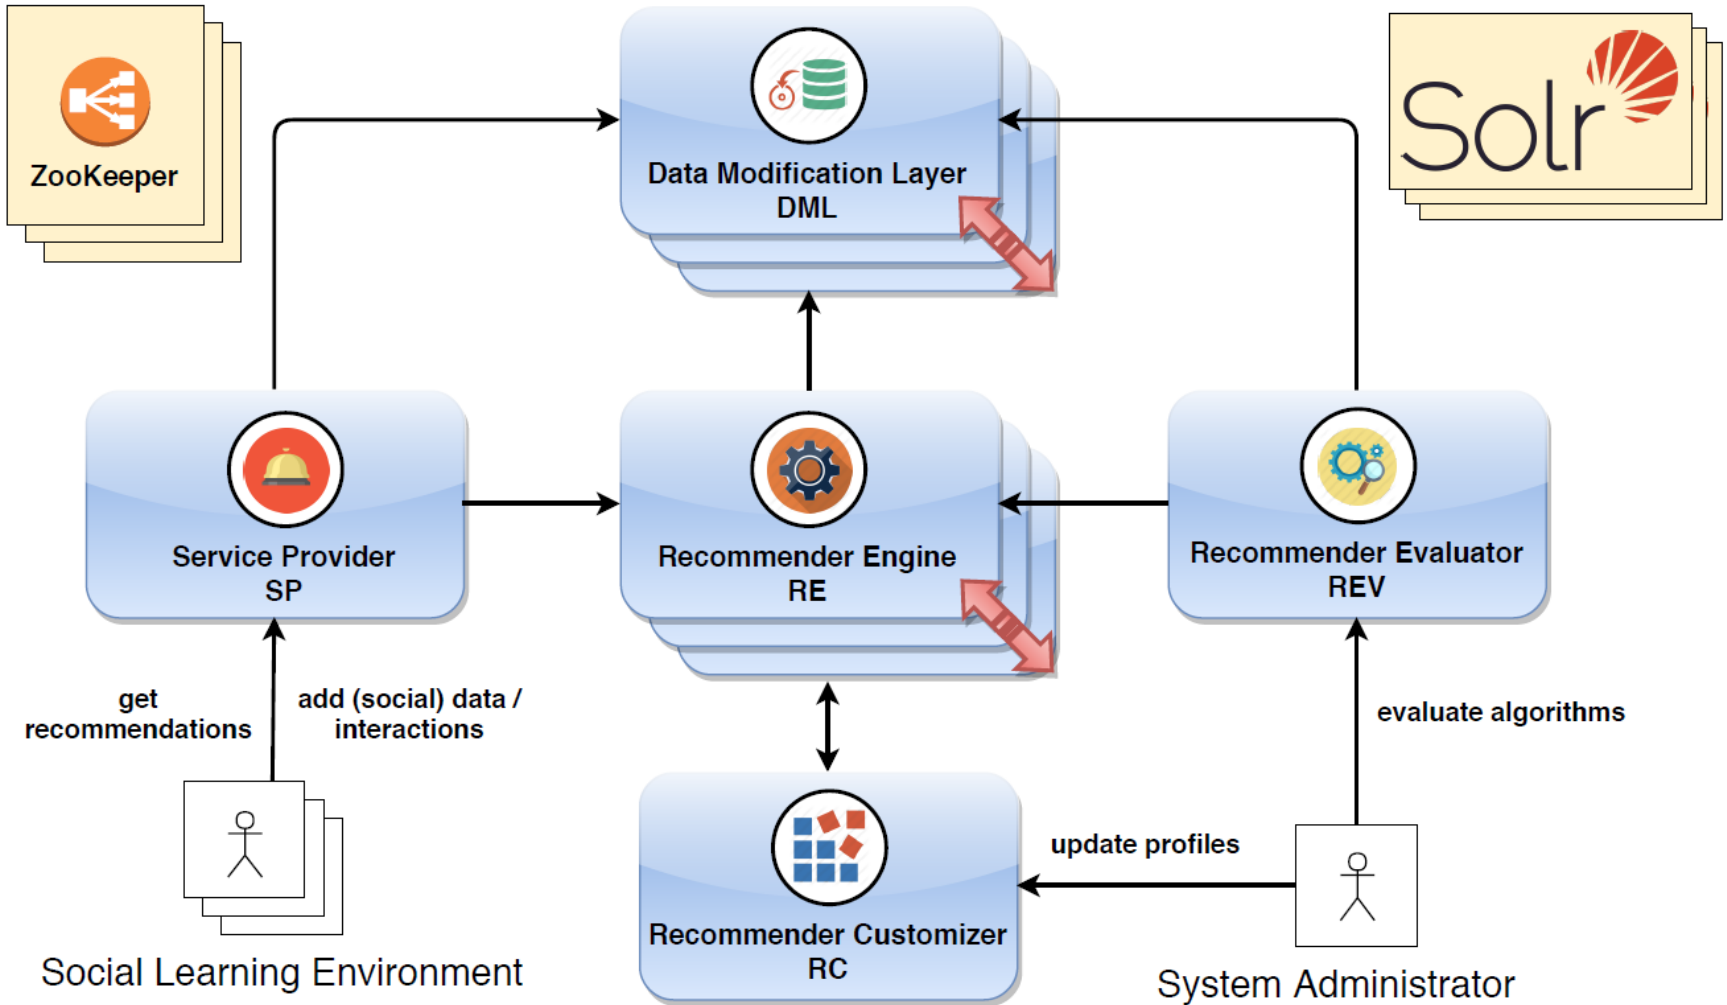 ZooKeeper
Data Modification Layer
DML
Solr
Service Provider
SP
Recommender Engine
RE
Recommender Evaluator
REV
get
recommendations
add (social) data /
interactions
evaluate algorithms
update profiles
Recommender Customizer
RC
Social Learning Environment
System Administrator